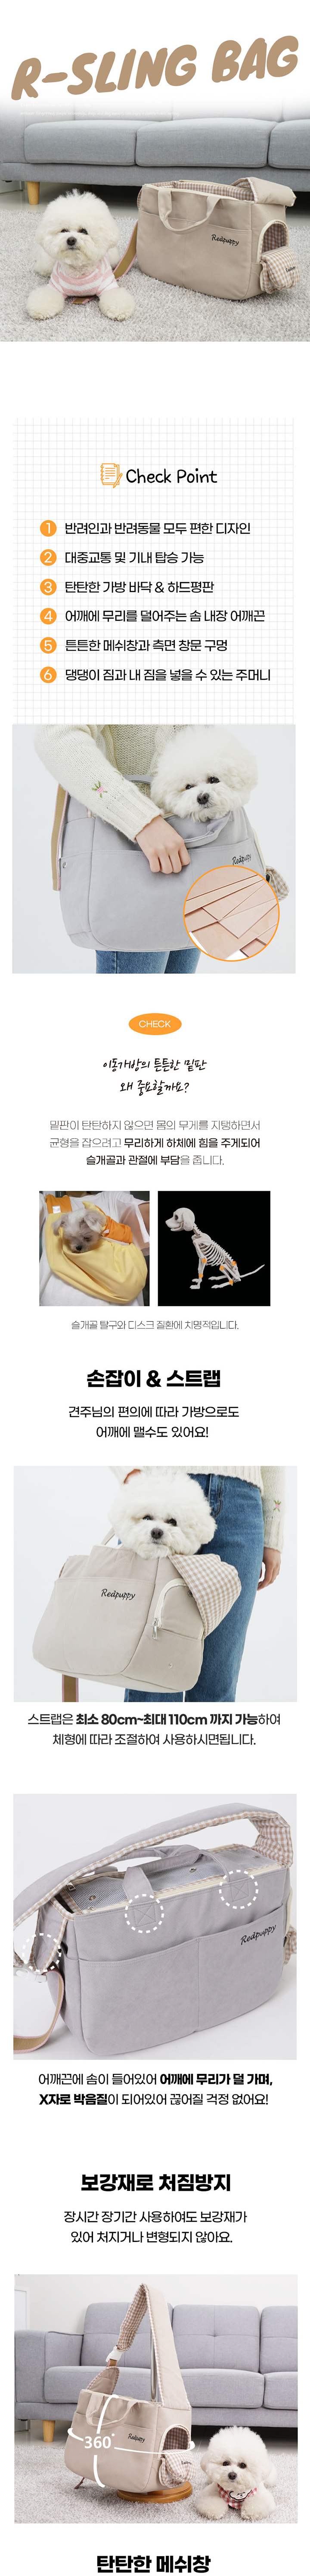 R-SLING BAG
Redpuppy
Check Point
1 반려인과 반려동물 모두 편한 디자인
2 대중교통 및 기내 탑승 가능
3 탄탄한 가방 바닥 & 하드평판
4 어깨에 무리를 덜어주는 솜 내장 어깨끈
5 튼튼한 메쉬창과 측면 창문 구멍
6 댕댕이 짐과 내 짐을 넣을 수 있는 주머니
Redpuppy
CHECK
이동가방의 튼튼한 밑판
왜 중요할까요?
밑판이 탄탄하지 않으면 몸의 무게를 지탱하면서
균형을 잡으려고 무리하게 하체에 힘을 주게되어
슬개골과 관절에 부담을 줍니다.
슬개골 탈구와 디스크 질환에 치명적입니다.
손잡이 & 스트랩
견주님의 편의에 따라 가방으로도
어깨에 맬수도 있어요!
Redpuppy
스트랩은 최소 80cm~최대 110cm 까지 가능하여
체형에 따라 조절하여 사용하시면됩니다.
Redpuppy
어깨끈에 솜이 들어있어 어깨에 무리가 덜 가며,
X자로 박음질이 되어있어 끊어질 걱정 없어요!
보강재로 처짐방지
장시간 장기간 사용하여도 보강재가
있어 처지거나 변형되지 않아요.
360°
Redpuppy
탄탄한 메쉬창